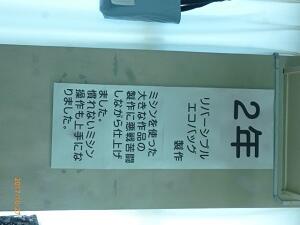 2年
リバーシブル
エコバッグ
製作
ミシンを使った
大きな作品の
製作に悪戦苦闘
しながら仕上げ
ました。
慣れないミシン
操作も上手にな
りました。